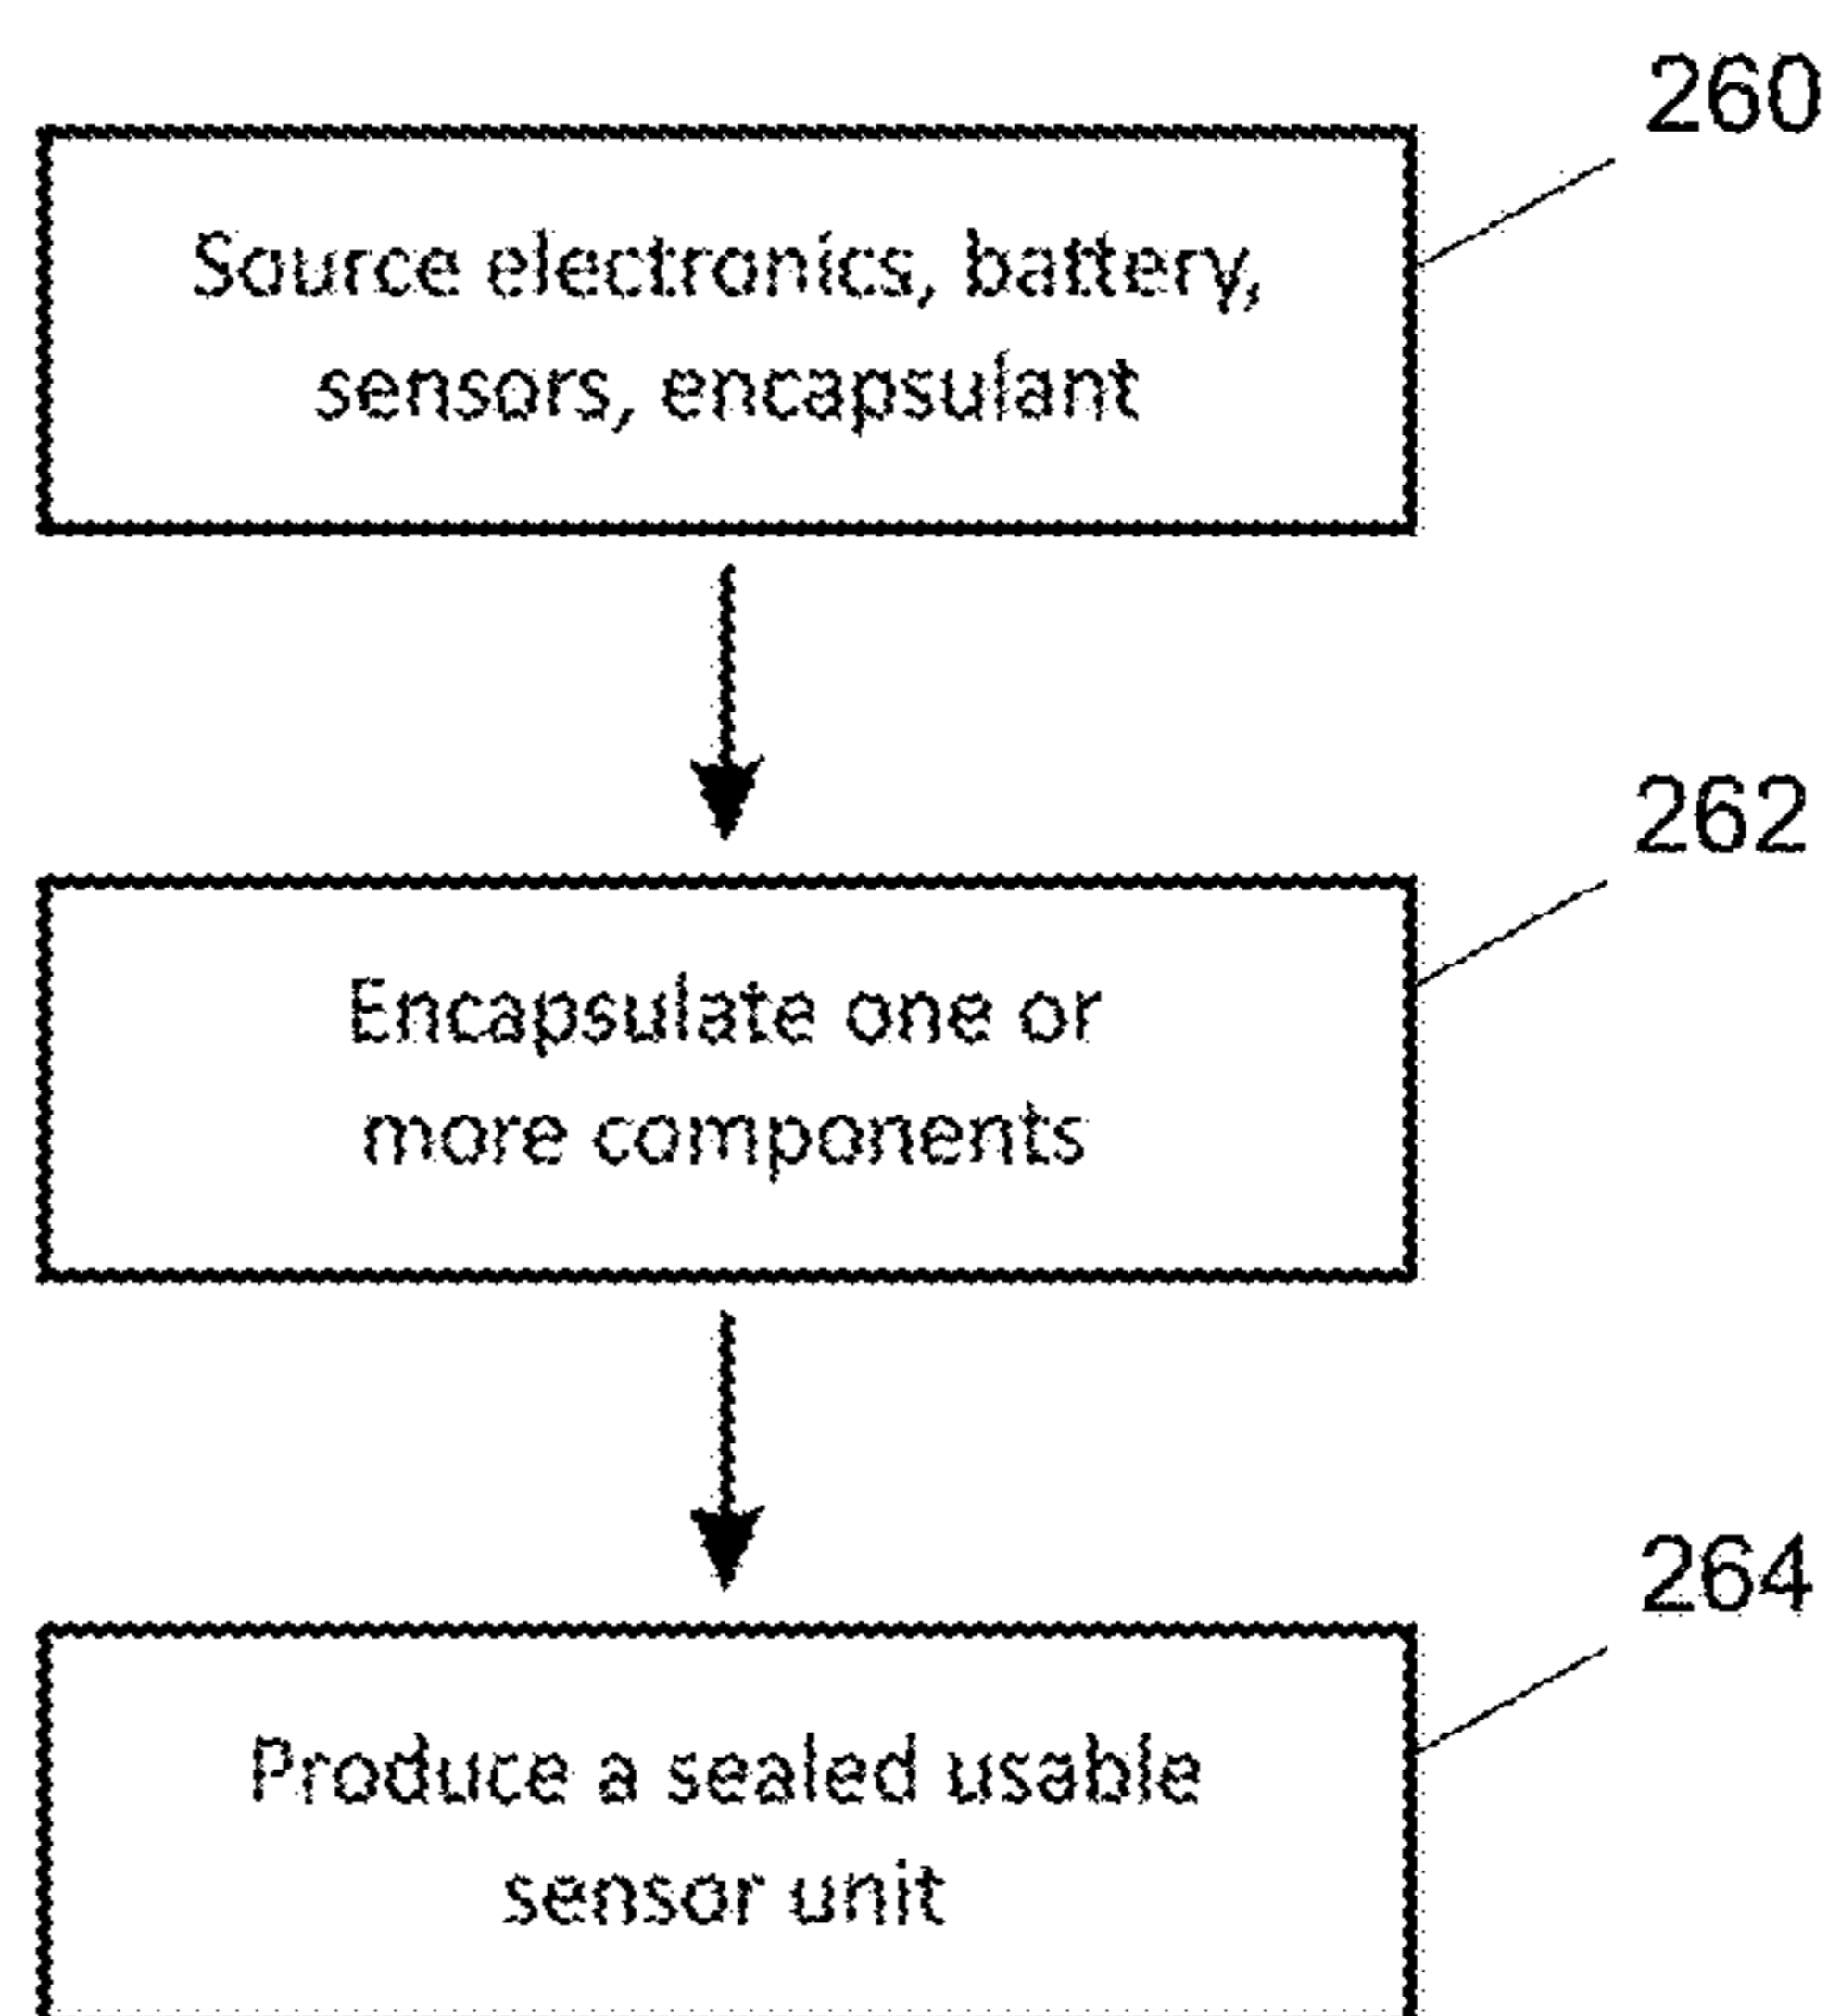 260
Source electronics, battery,
sensors, encapsulant
262
Encapsulate one or
more components
264
Produce a sealed usable
sensor unit